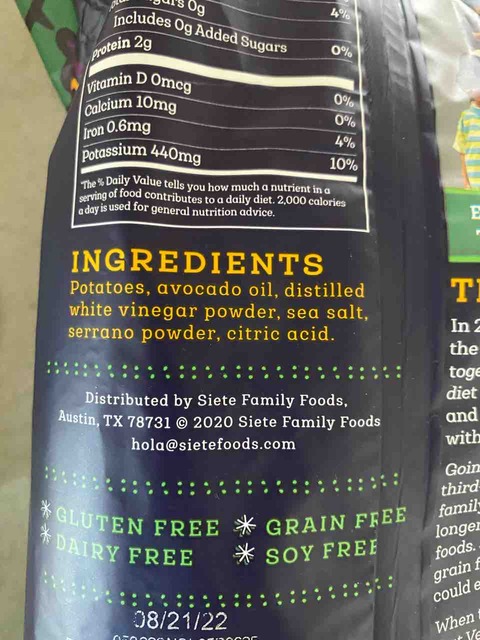 0g
4%
Includes 0g Added Sugars
0%
Protein 2g
Vitamin D 0mcg
0%
Calcium 10mg
0%
Iron 0.6mg
4%
Potassium 440mg
10%
*The % Daily Value tells you how much a nutrient in a
serving of food contributes to a daily diet. 2,000 calories
a day is used for general nutrition advice.
INGREDIENTS
Potatoes, avocado oil, distilled
white vinegar powder, sea salt,
serrano powder, citric acid.
Distributed by Siete Family Foods,
Austin, TX 78731 © 2020 Siete Family Foods
hola@sietefoods.com
GLUTEN FREE
GRAIN FREE
DAIRY FREE
SOY FREE
08/21/22
In 2
the
toge
diet
and
with
Goin
third-
family
longer
foods.
grain f
could e
When t